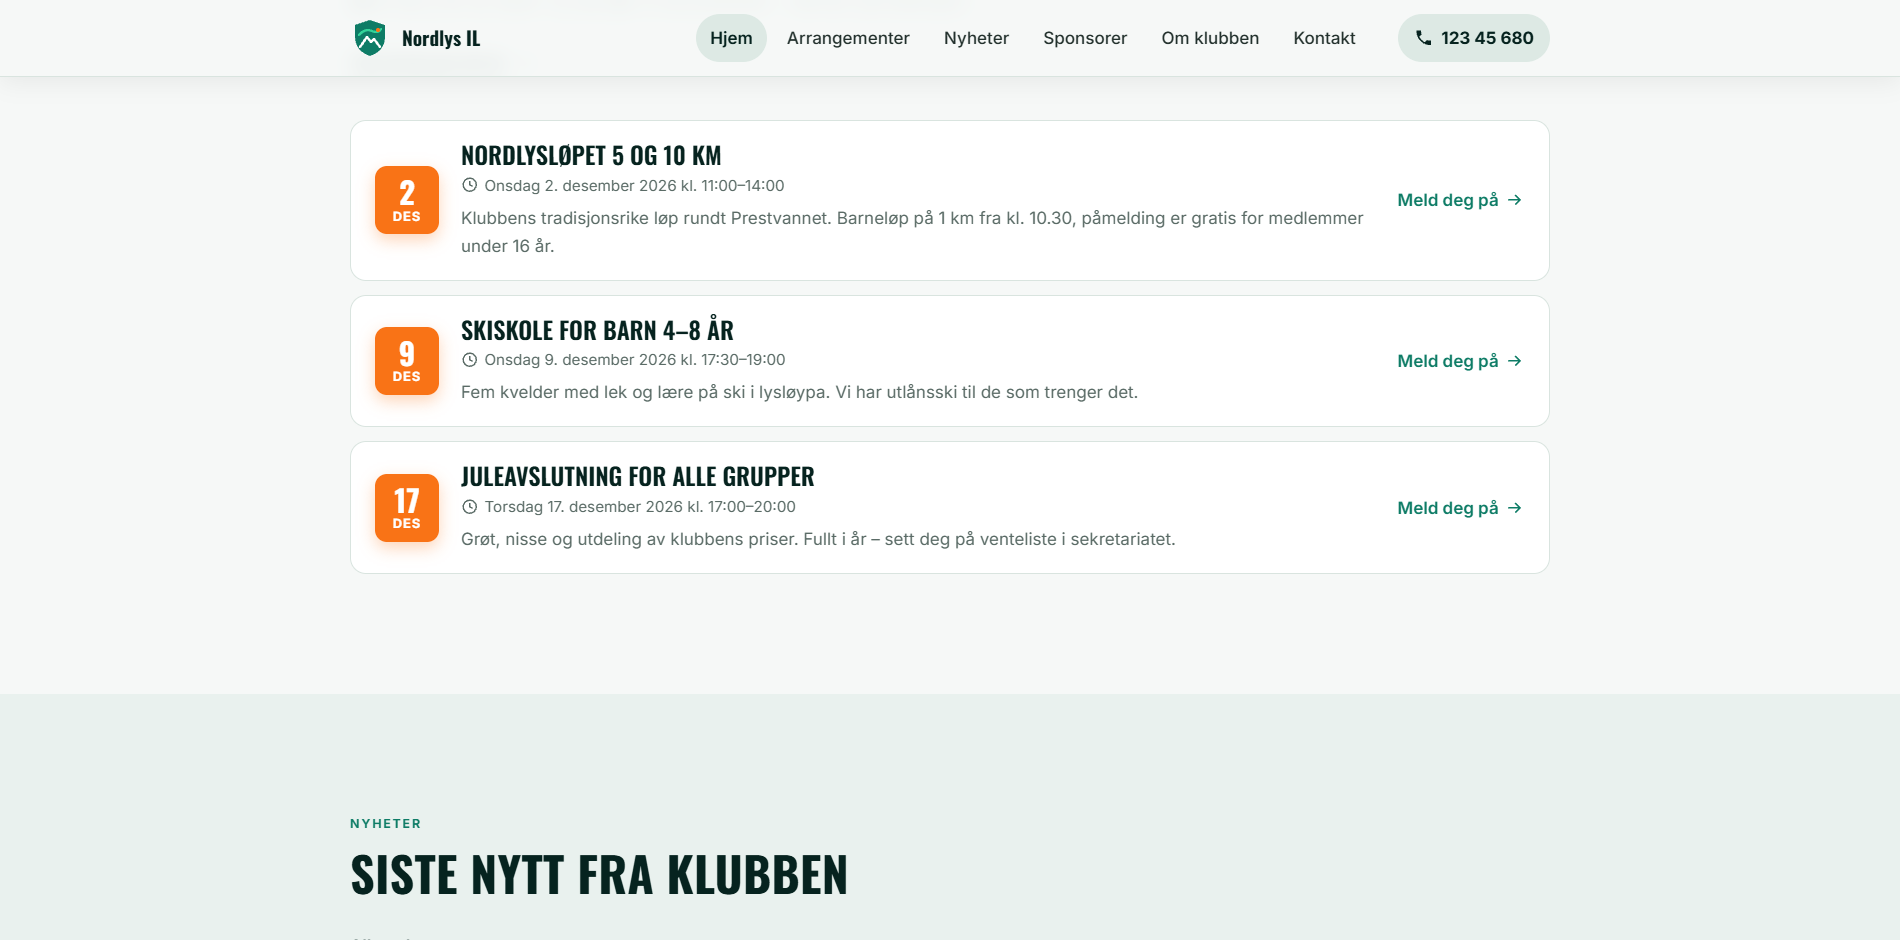 Nordlys IL
Hjem
Arrangementer
Nyheter
Sponsorer
Om klubben
Kontakt
123 45 680
2
DES
NORDLYSLØPET 5 OG 10 KM
Onsdag 2. desember 2026 kl. 11:00–14:00
Klubbens tradisjonsrike løp rundt Prestvannet. Barneløp på 1 km fra kl. 10.30, påmelding er gratis for medlemmer
under 16 år.
Meld deg på
9
DES
SKISKOLE FOR BARN 4–8 ÅR
Onsdag 9. desember 2026 kl. 17:30–19:00
Fem kvelder med lek og lære på ski i lysløypa. Vi har utlånsski til de som trenger det.
Meld deg på
17
DES
JULEAVSLUTNING FOR ALLE GRUPPER
Torsdag 17. desember 2026 kl. 17:00–20:00
Grøt, nisse og utdeling av klubbens priser. Fullt i år – sett deg på venteliste i sekretariatet.
Meld deg på
NYHETER
SISTE NYTT FRA KLUBBEN